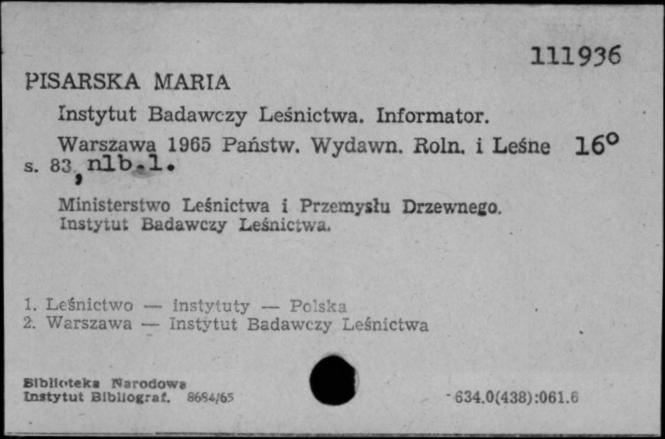 111936
PISARSKA MARIA
Instytut Badawczy Leśnictwa. Informator.
Warszawa 1965 Państw. Wydawn. Roln. i Leśne 16°
s. 83, nlb.1.
Ministerstwo Leśnictwa i Przemysłu Drzewnego.
Instytut Badawczy Leśnictwa.
1. Leśnictwo — instytuty — Polska
2. Warszawa — Instytut Badawczy Leśnictwa
Biblioteka Narodowa
Instytut Bibliograf. 8684/65
634.0(438):061.6